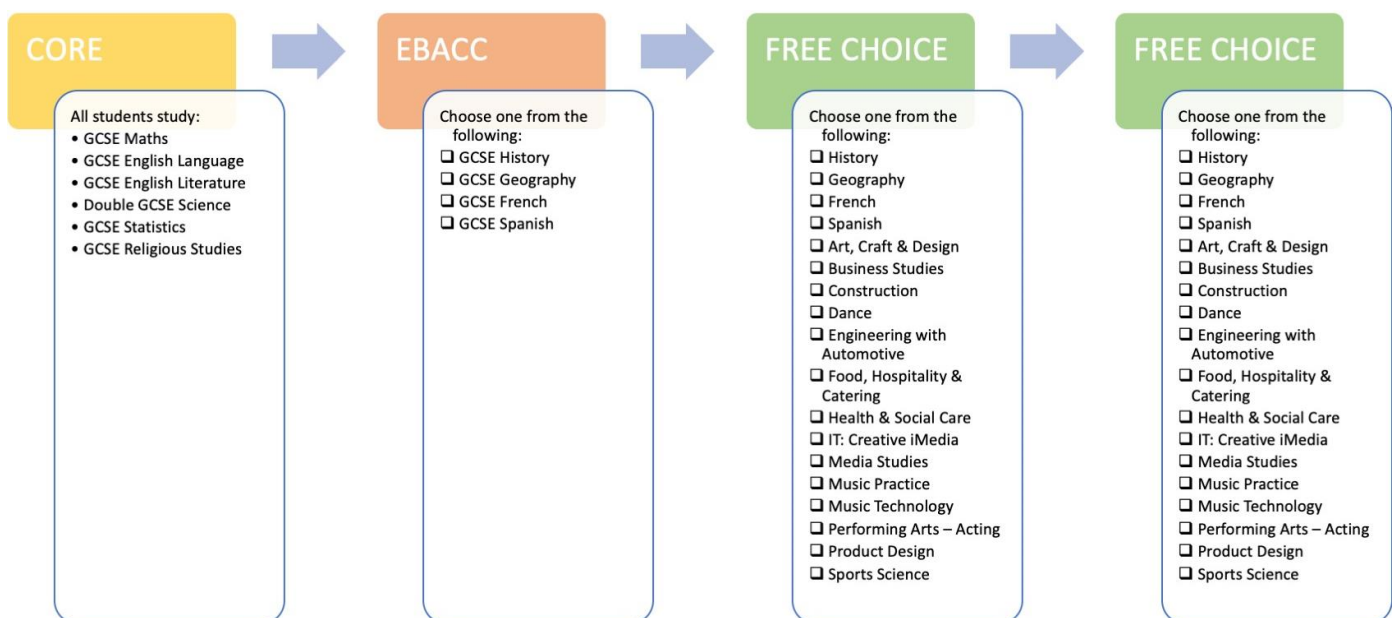 CORE
All students study:
• GCSE Maths
• GCSE English Language
• GCSE English Literature
• Double GCSE Science
• GCSE Statistics
• GCSE Religious Studies
EBACC
Choose one from the
following:
❑ GCSE History
❑ GCSE Geography
❑ GCSE French
❑ GCSE Spanish
FREE CHOICE
Choose one from the
following:
❑ History
❑ Geography
❑ French
❑ Spanish
❑ Art, Craft & Design
❑ Business Studies
❑ Construction
❑ Dance
❑ Engineering with
Automotive
❑ Food, Hospitality &
Catering
❑ Health & Social Care
❑ IT: Creative iMedia
❑ Media Studies
❑ Music Practice
❑ Music Technology
❑ Performing Arts – Acting
❑ Product Design
❑ Sports Science
FREE CHOICE
Choose one from the
following:
❑ History
❑ Geography
❑ French
❑ Spanish
❑ Art, Craft & Design
❑ Business Studies
❑ Construction
❑ Dance
❑ Engineering with
Automotive
❑ Food, Hospitality &
Catering
❑ Health & Social Care
❑ IT: Creative iMedia
❑ Media Studies
❑ Music Practice
❑ Music Technology
❑ Performing Arts – Acting
❑ Product Design
❑ Sports Science